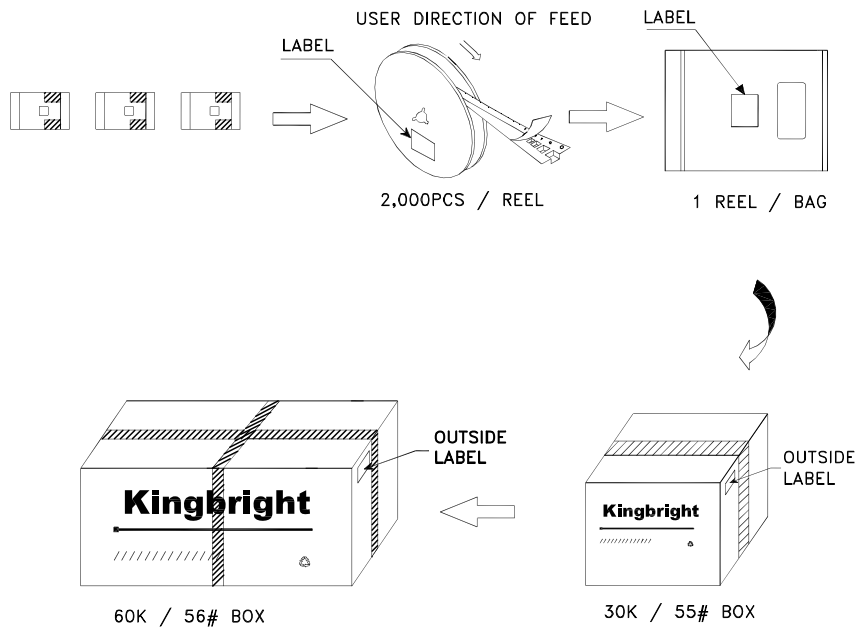 USER DIRECTION OF FEED
LABEL
LABEL
2,000PCS / REEL
1 REEL / BAG
OUTSIDE
LABEL
Kingbright
60K / 56# BOX
OUTSIDE
LABEL
Kingbright
30K / 55# BOX